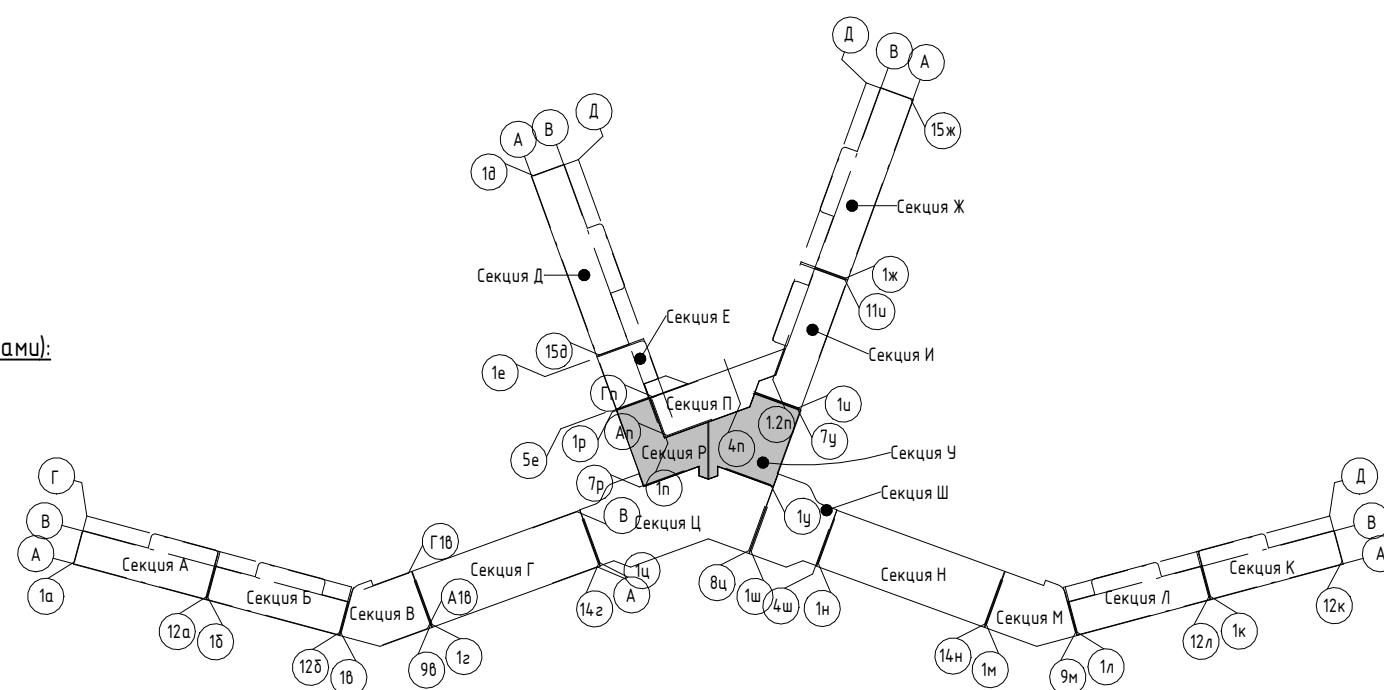 Д
В
А
15ж
Д
В
А
1д
Секция Ж
Секция Д
1ж
11и
Секция Е
ами):
15д
Секция И
1е
Гп
Секция П
1и
1.2п
7у
Ап
4п
1р
5е
Секция Р
Секция У
7р
1п
Секция Ш
Г
Д
В
В
Секция Ц
1у
В
А
Г1в
А
Секция А
Секция Г
1ц
А
Секция Н
Секция К
1а
Секция Б
8ц
1ш
4ш
1н
Секция Л
А1в
14г
12к
Секция В
Секция М
12а
1б
12л
1к
12б
1в
9в
1г
14н
1м
9м
1л